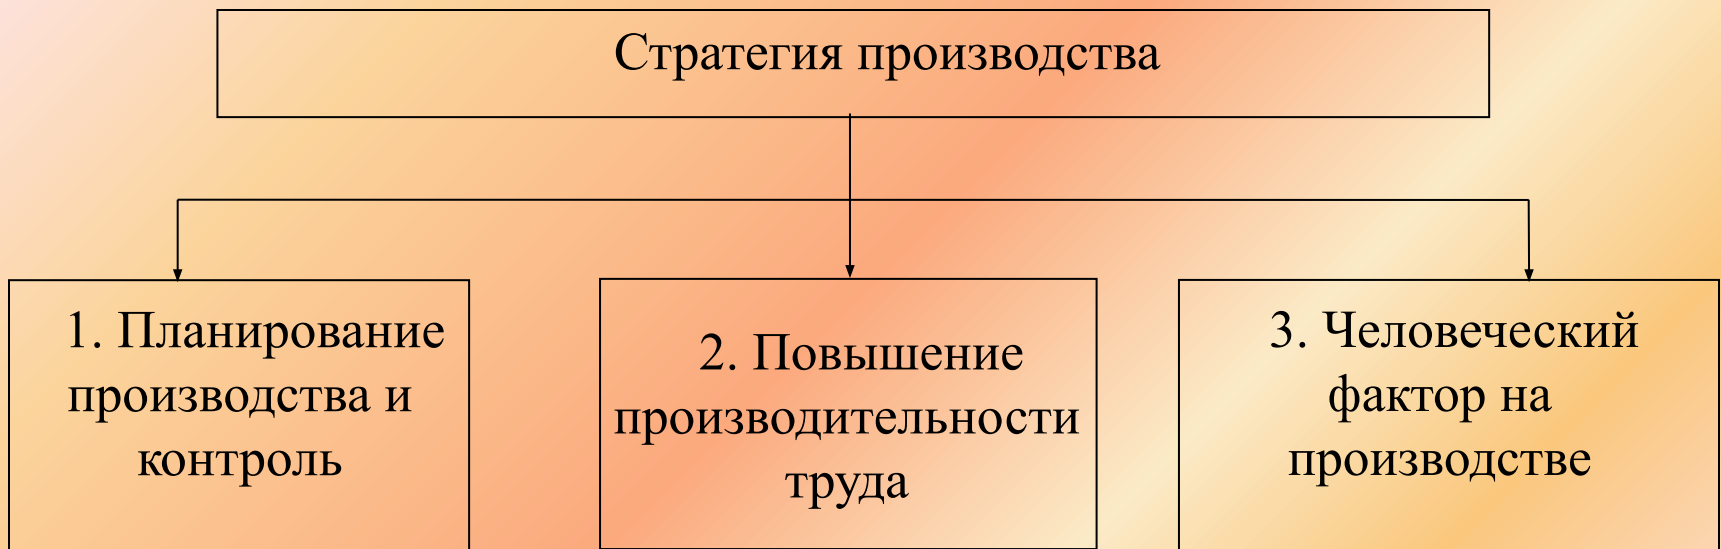 Стратегия производства
1. Планирование
производства и
контроль
2. Повышение
производительности
труда
3. Человеческий
фактор на
производстве